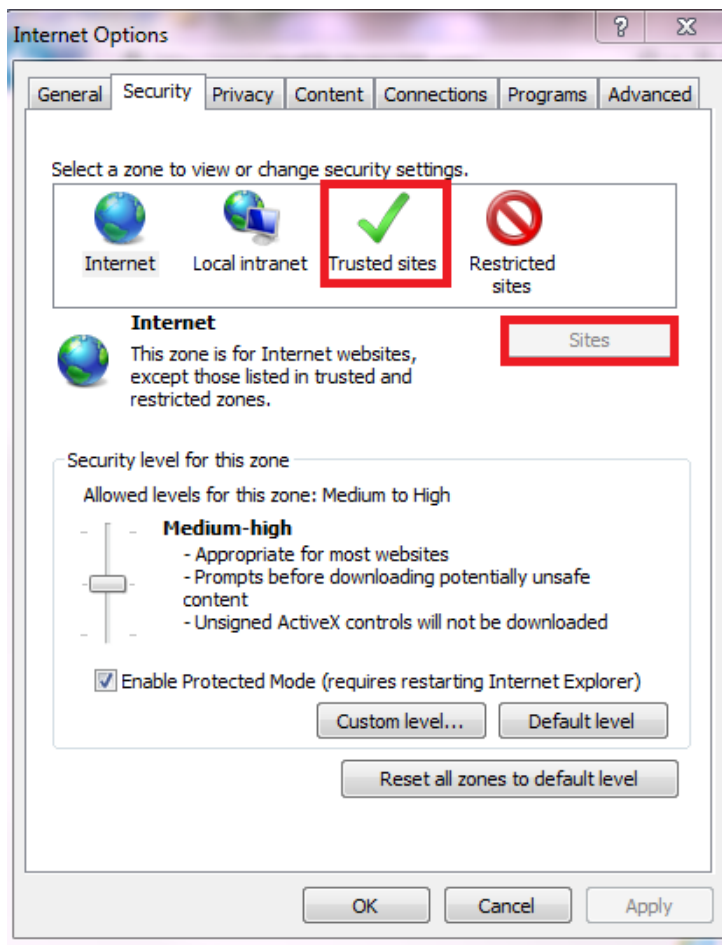 Internet Options
General Security Privacy Content Connections Programs Advanced
Select a zone to view or change security settings.
Internet Local intranet Trusted sites Restricted
sites
Internet
Sites
This zone is for Internet websites,
except those listed in trusted and
restricted zones.
Security level for this zone
Allowed levels for this zone: Medium to High
Medium-high
- Appropriate for most websites
- Prompts before downloading potentially unsafe
content
- Unsigned ActiveX controls will not be downloaded
Enable Protected Mode (requires restarting Internet Explorer)
Custom level... Default level
Reset all zones to default level
OK Cancel Apply